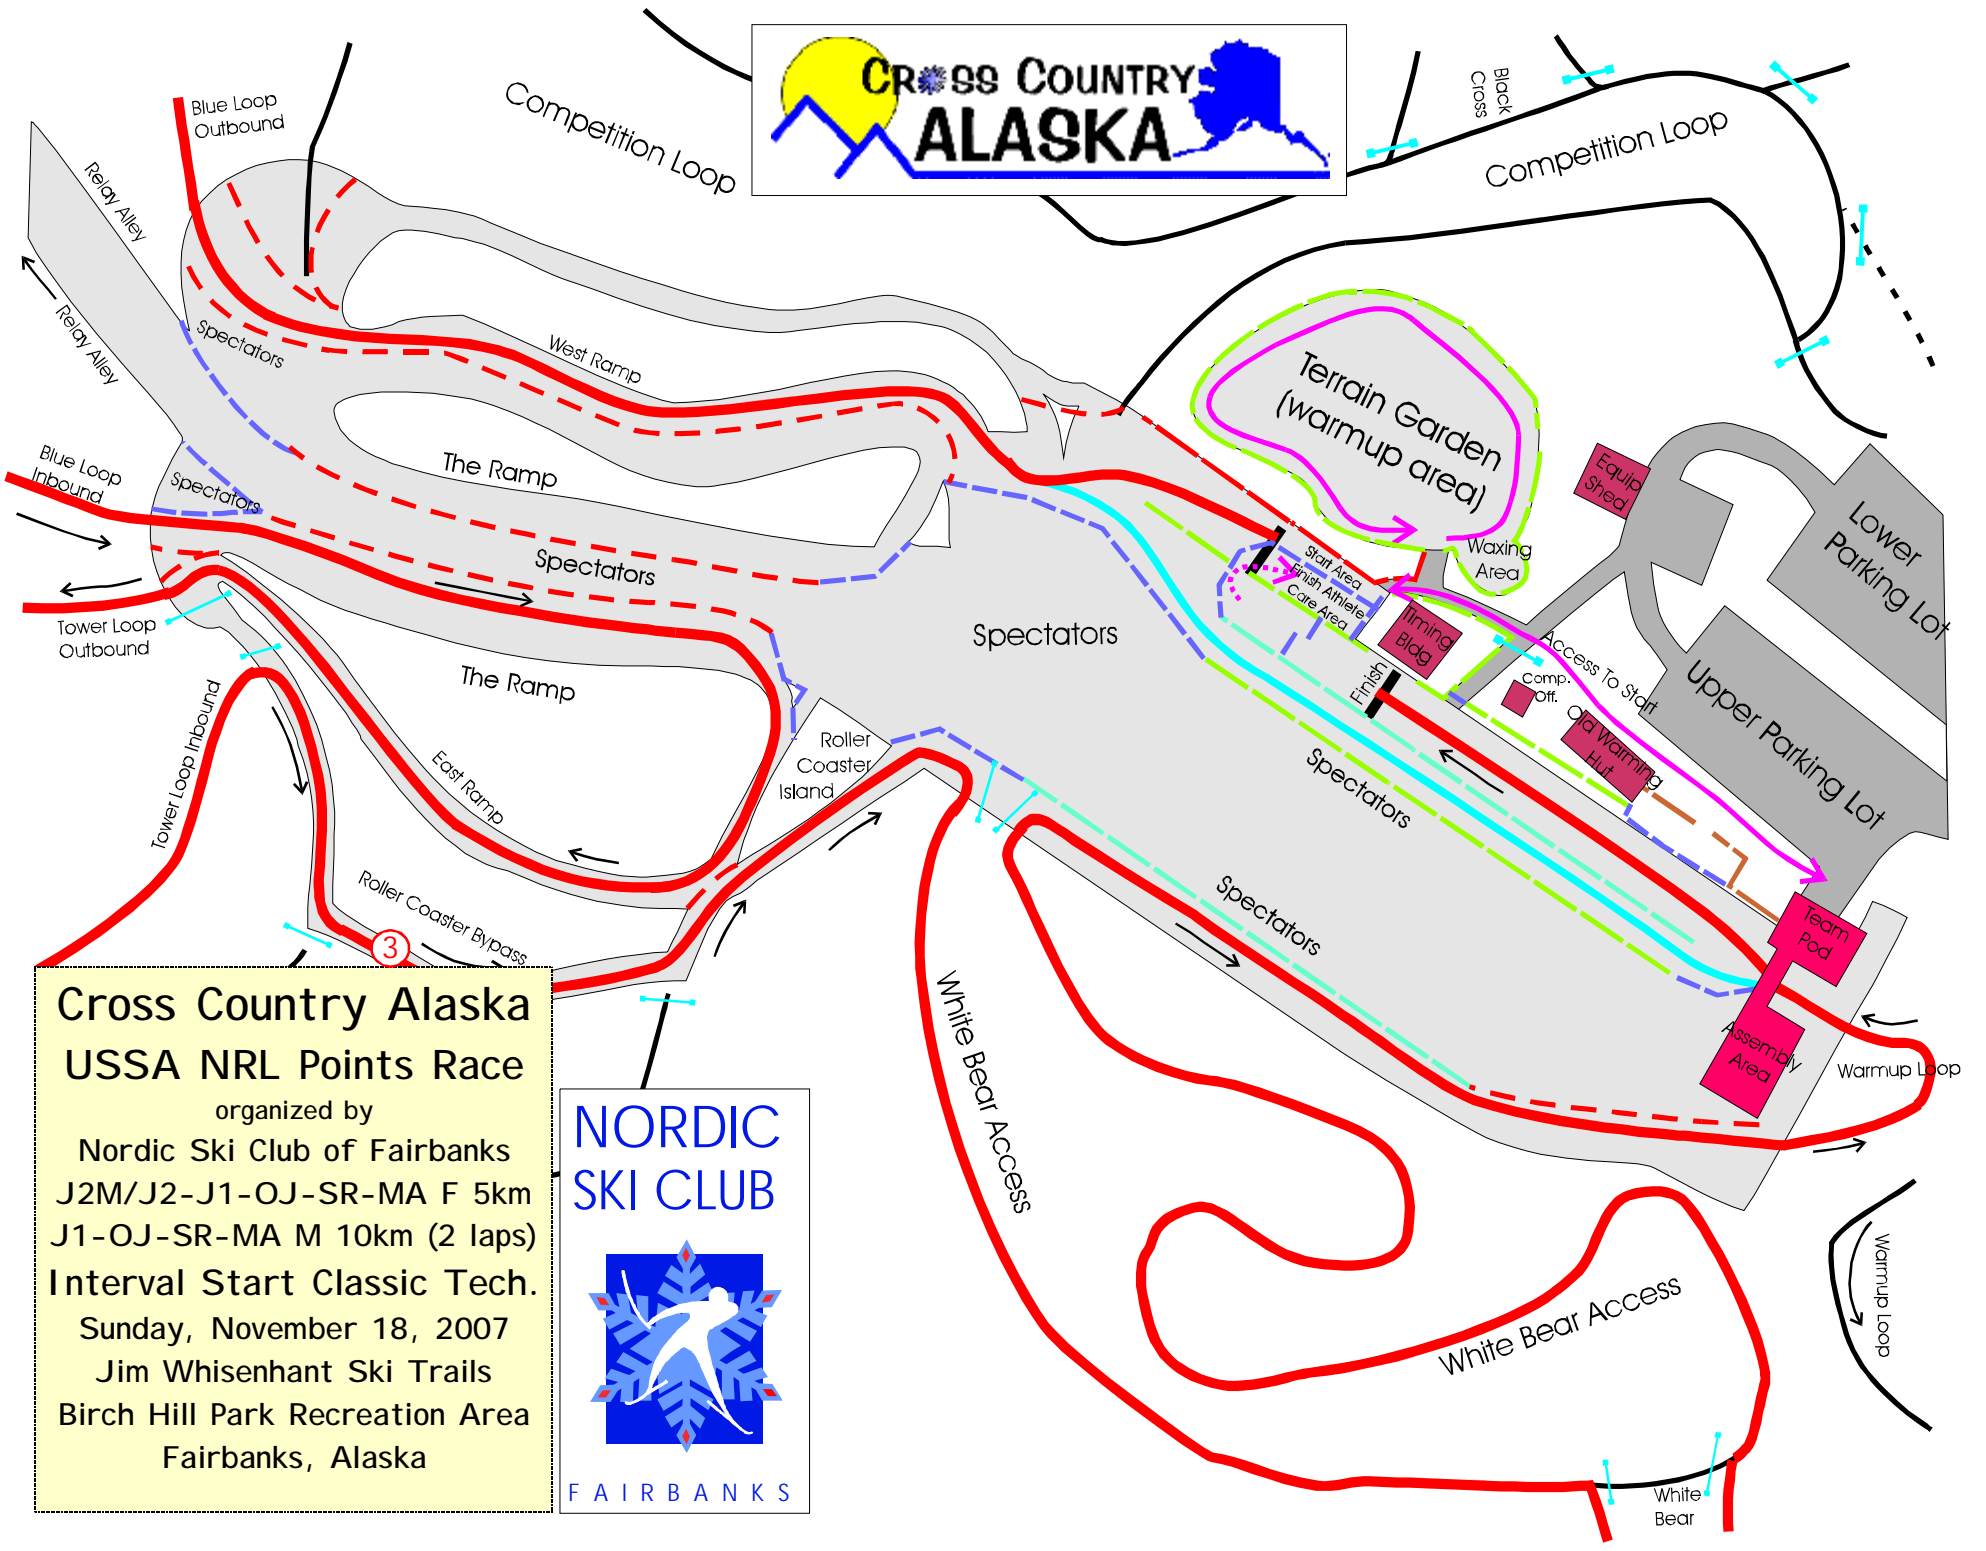 CROSS COUNTRY
ALASKA
Blue Loop
Outbound
Competition Loop
Black
Cross
Competition Loop
Relay Alley
Relay Alley
Spectators
West Ramp
Terrain Garden
(warmup area)
Equip
Shed
Lower
Parking Lot
Blue Loop
Inbound
Spectators
The Ramp
Spectators
Waxing
Area
Start Area
Finish Athlete
Care Area
Timing
Bldg
Access To Start
Spectators
Finish
Comp.
Off.
Old Warming
Hut
Upper Parking Lot
Tower Loop
Outbound
The Ramp
Tower Loop Inbound
East Ramp
Roller
Coaster
Island
Spectators
Spectators
Roller Coaster Bypass
3
Team
Pod
Assembly
Area
Warmup Loop
White Bear Access
White Bear Access
Warmup Loop
White
Bear
Cross Country Alaska
USSA NRL Points Race
organized by
Nordic Ski Club of Fairbanks
J2M/J2-J1-OJ-SR-MA F 5km
J1-OJ-SR-MA M 10km (2 laps)
Interval Start Classic Tech.
Sunday, November 18, 2007
Jim Whisenhant Ski Trails
Birch Hill Park Recreation Area
Fairbanks, Alaska
NORDIC
SKI CLUB
FAIRBANKS